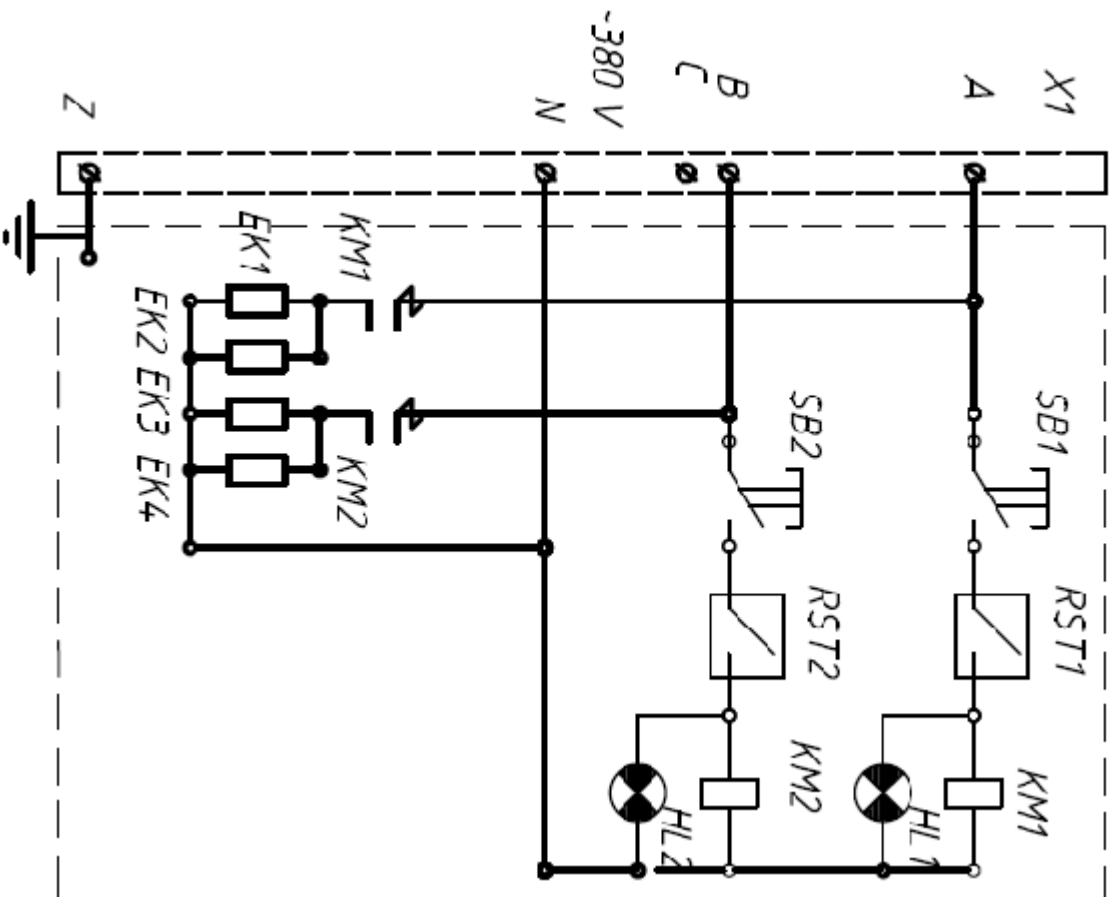 X1
A
B
C
~380 V
N
Z
SB1
RST1
KM1
HL1
SB2
RST2
KM2
HL2
KM1
EK1
EK2 EK3 EK4
KM2